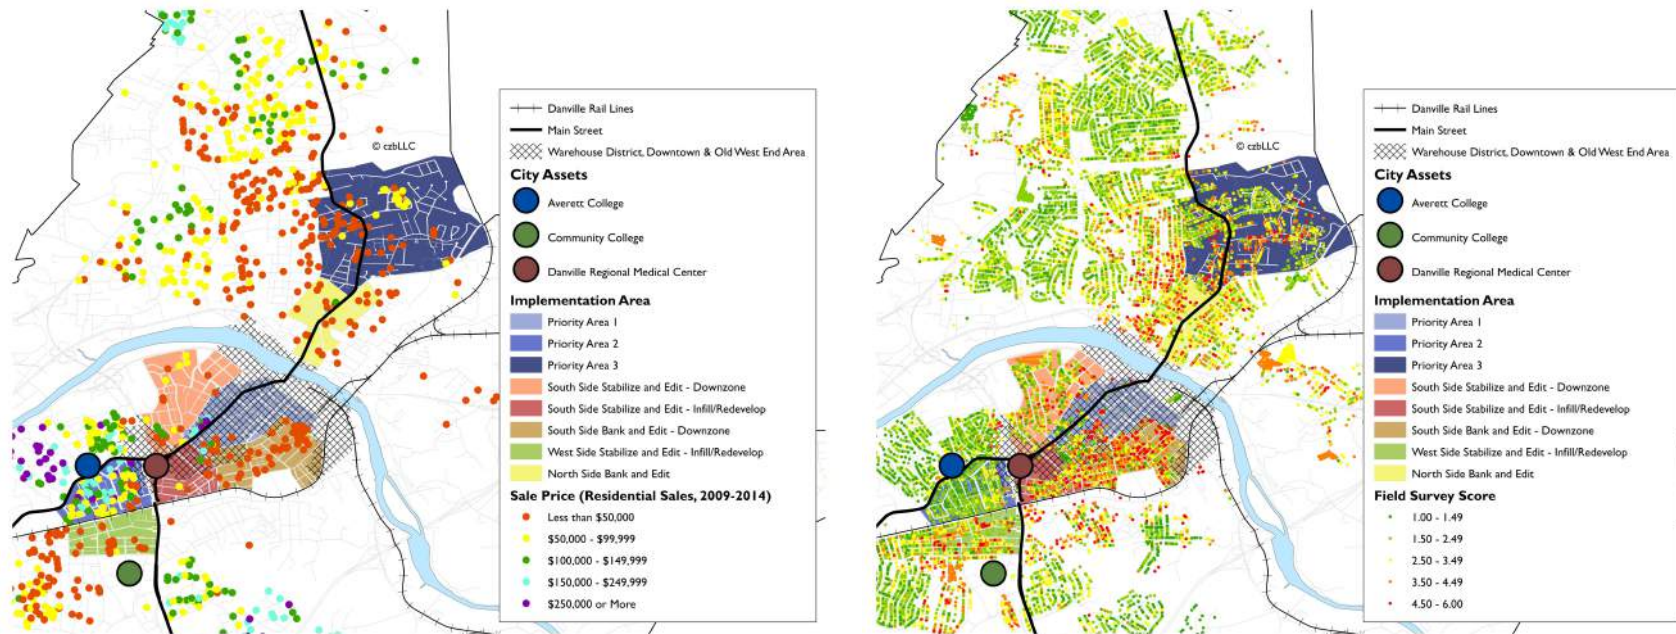 © czbLLC
Danville Rail Lines
Main Street
Warehouse District, Downtown & Old West End Area
City Assets
Averett College
Community College
Danville Regional Medical Center
Implementation Area
Priority Area 1
Priority Area 2
Priority Area 3
South Side Stabilize and Edit - Downzone
South Side Stabilize and Edit - Infill/Redevelop
South Side Bank and Edit - Downzone
West Side Stabilize and Edit - Infill/Redevelop
North Side Bank and Edit
Sale Price (Residential Sales, 2009-2014)
Less than $50,000
$50,000 - $99,999
$100,000 - $149,999
$150,000 - $249,999
$250,000 or More
© czbLLC
Danville Rail Lines
Main Street
Warehouse District, Downtown & Old West End Area
City Assets
Averett College
Community College
Danville Regional Medical Center
Implementation Area
Priority Area 1
Priority Area 2
Priority Area 3
South Side Stabilize and Edit - Downzone
South Side Stabilize and Edit - Infill/Redevelop
South Side Bank and Edit - Downzone
West Side Stabilize and Edit - Infill/Redevelop
North Side Bank and Edit
Field Survey Score
1.00 - 1.49
1.50 - 2.49
2.50 - 3.49
3.50 - 4.49
4.50 - 6.00